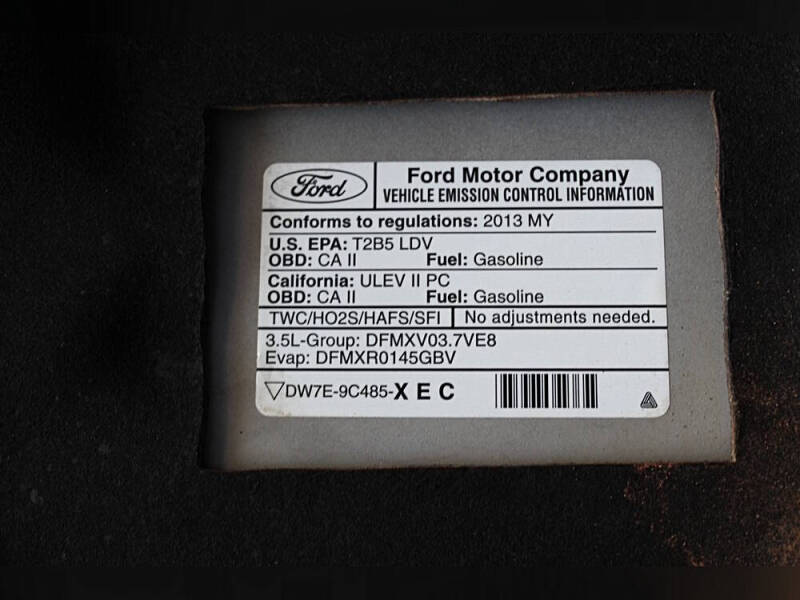 Ford
Ford Motor Company
VEHICLE EMISSION CONTROL INFORMATION
Conforms to regulations: 2013 MY
U.S. EPA: T2B5 LDV
OBD: CA II Fuel: Gasoline
California: ULEV II PC
OBD: CA II Fuel: Gasoline
TWC/HO2S/HAFS/SFI No adjustments needed.
3.5L-Group: DFMXV03.7VE8
Evap: DFMXR0145GBV
DW7E-9C485-X E C